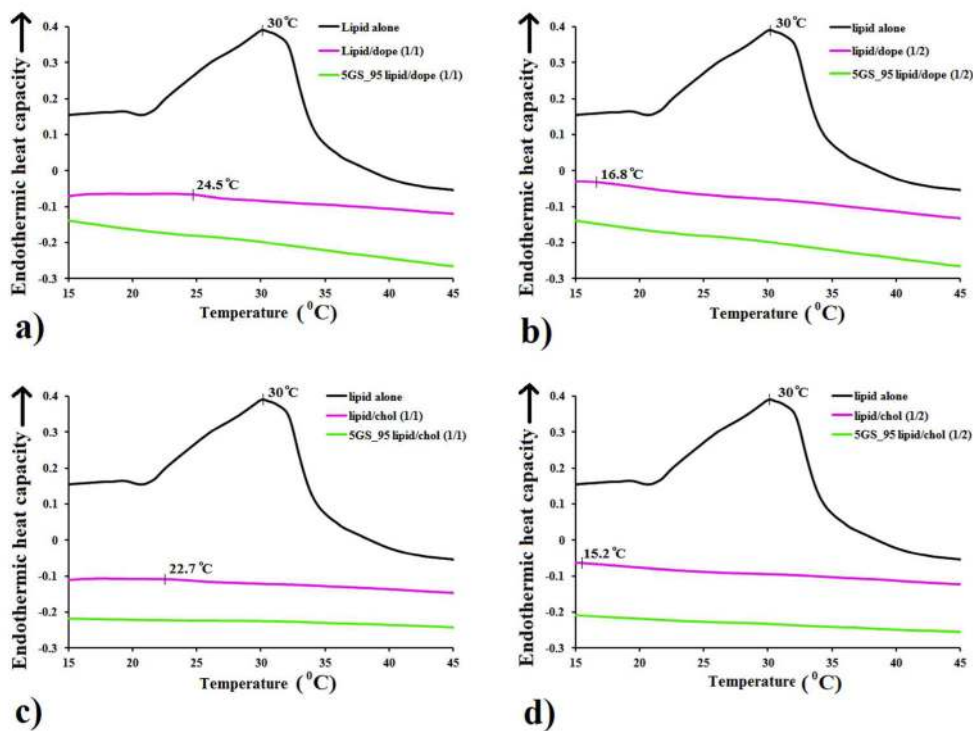 Endothermic heat capacity
0.4
0.3
0.2
0.1
0
-0.1
-0.2
-0.3
30°C
24.5°C
Lipid alone
Lipid/dope (1/1)
5GS_95 lipid/dope (1/1)
15 20 25 30 35 40 45
Temperature (⁰C)
a)
Endothermic heat capacity
0.4
0.3
0.2
0.1
0
-0.1
-0.2
-0.3
30°C
16.8°C
lipid alone
lipid/dope (1/2)
5GS_95 lipid/dope (1/2)
15 20 25 30 35 40 45
Temperature (⁰C)
b)
Endothermic heat capacity
0.4
0.3
0.2
0.1
0
-0.1
-0.2
-0.3
30°C
22.7°C
lipid alone
lipid/chol (1/1)
5GS_95 lipid/chol (1/1)
15 20 25 30 35 40 45
Temperature (⁰C)
c)
Endothermic heat capacity
0.4
0.3
0.2
0.1
0
-0.1
-0.2
-0.3
30°C
15.2°C
lipid alone
lipid/chol (1/2)
5GS_95 lipid/chol (1/2)
15 20 25 30 35 40 45
Temperature (⁰C)
d)